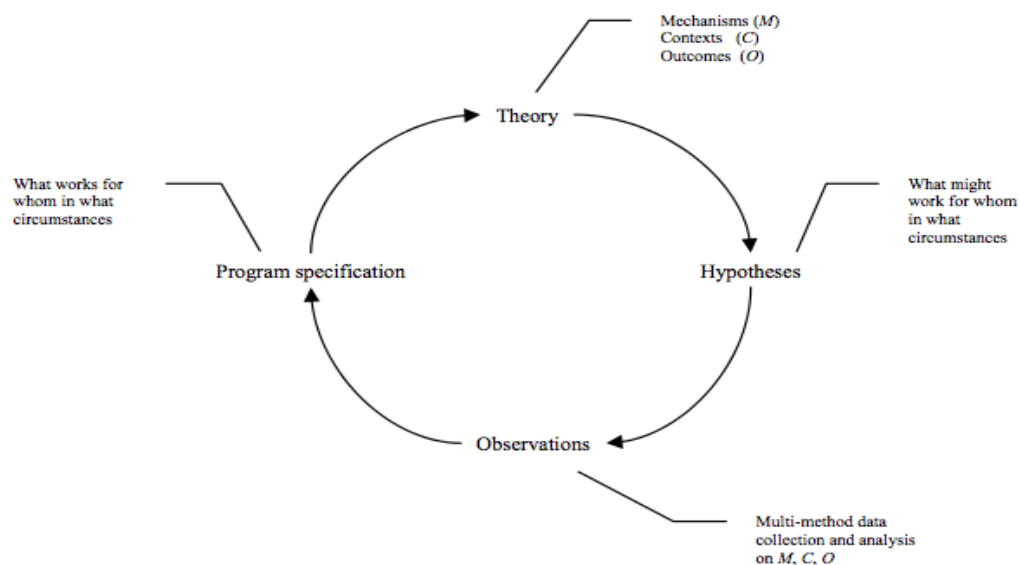 Mechanisms (M)
Contexts (C)
Outcomes (O)
Theory
What works for
whom in what
circumstances
What might
work for whom
in what
circumstances
Program specification
Hypotheses
Observations
Multi-method data
collection and analysis
on M, C, O